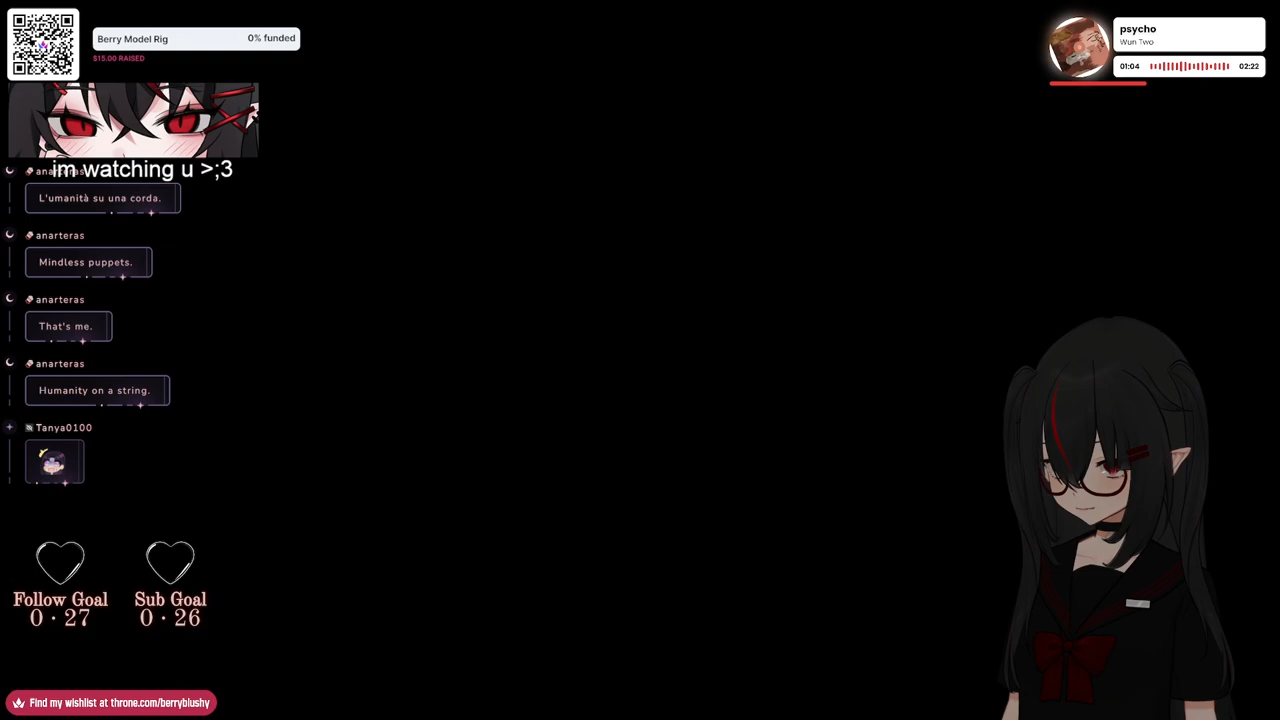 Berry Model Rig
0% funded
$15.00 RAISED
psycho
Wun Two
01:04
02:22
im watching u >;3
anarteras
L'umanità su una corda.
anarteras
Mindless puppets.
anarteras
That's me.
anarteras
Humanity on a string.
Tanya0100
Follow Goal
0 · 27
Sub Goal
0 · 26
Find my wishlist at throne.com/berryblushy